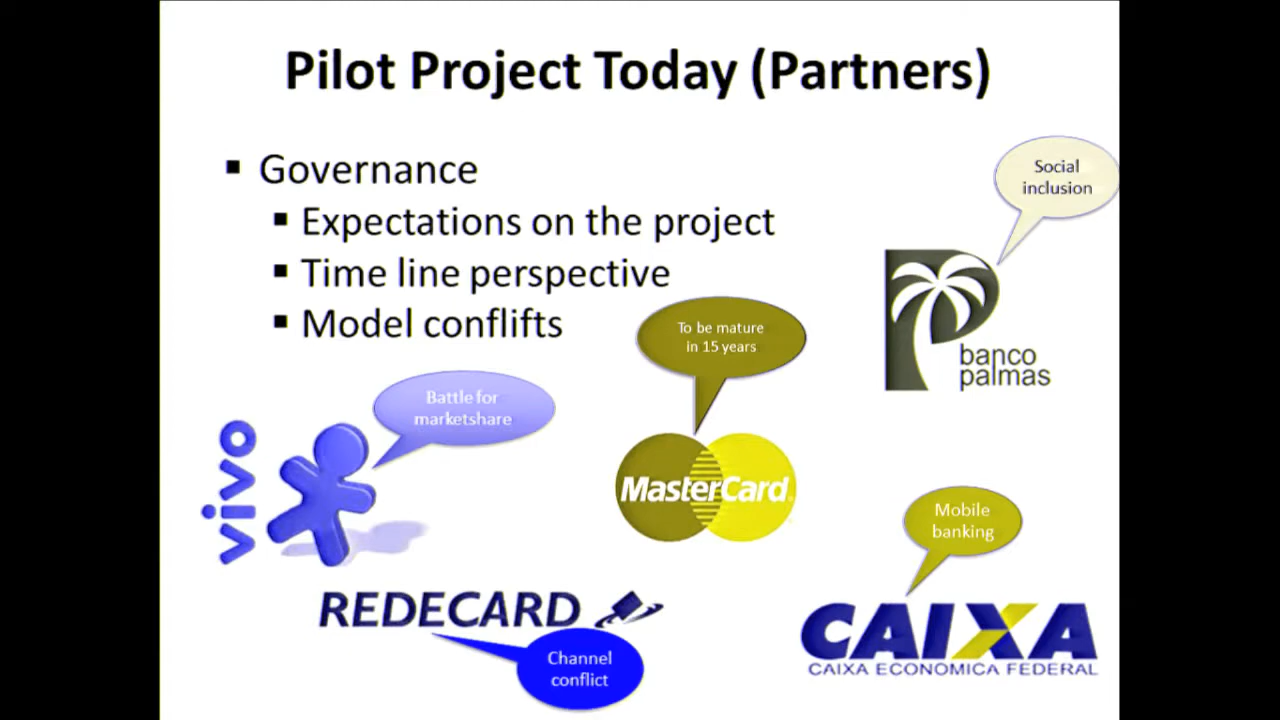 Pilot Project Today (Partners)
Governance
Expectations on the project
Time line perspective
Model conflifts
Social
inclusion
banco
palmas
To be mature
in 15 years
Battle for
marketshare
vivo
MasterCard
Mobile
banking
REDECARD
Channel
conflict
CAIXA
CAIXA ECONOMICA FEDERAL